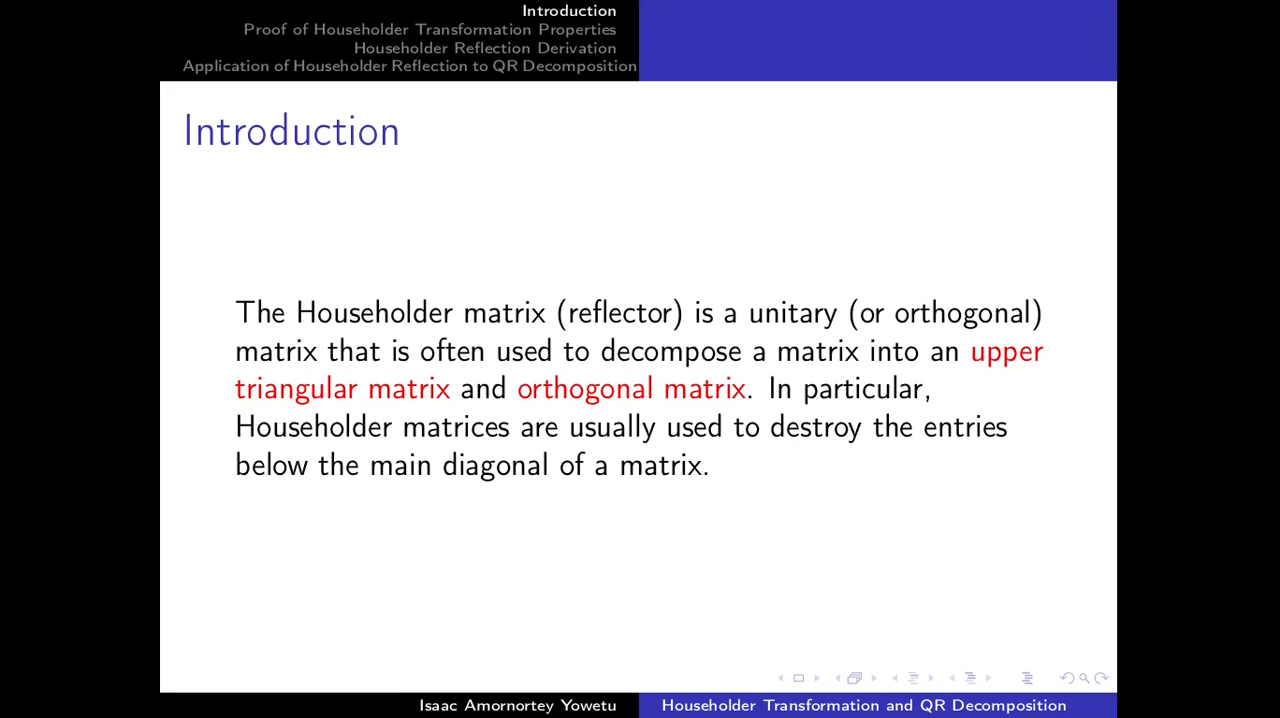 Introduction
Proof of Householder Transformation Properties
Householder Reflection Derivation
Application of Householder Reflection to QR Decomposition
Introduction
The Householder matrix (reflector) is a unitary (or orthogonal)
matrix that is often used to decompose a matrix into an upper
triangular matrix and orthogonal matrix. In particular,
Householder matrices are usually used to destroy the entries
below the main diagonal of a matrix.
Isaac Amornortey Yowetu
Householder Transformation and QR Decomposition